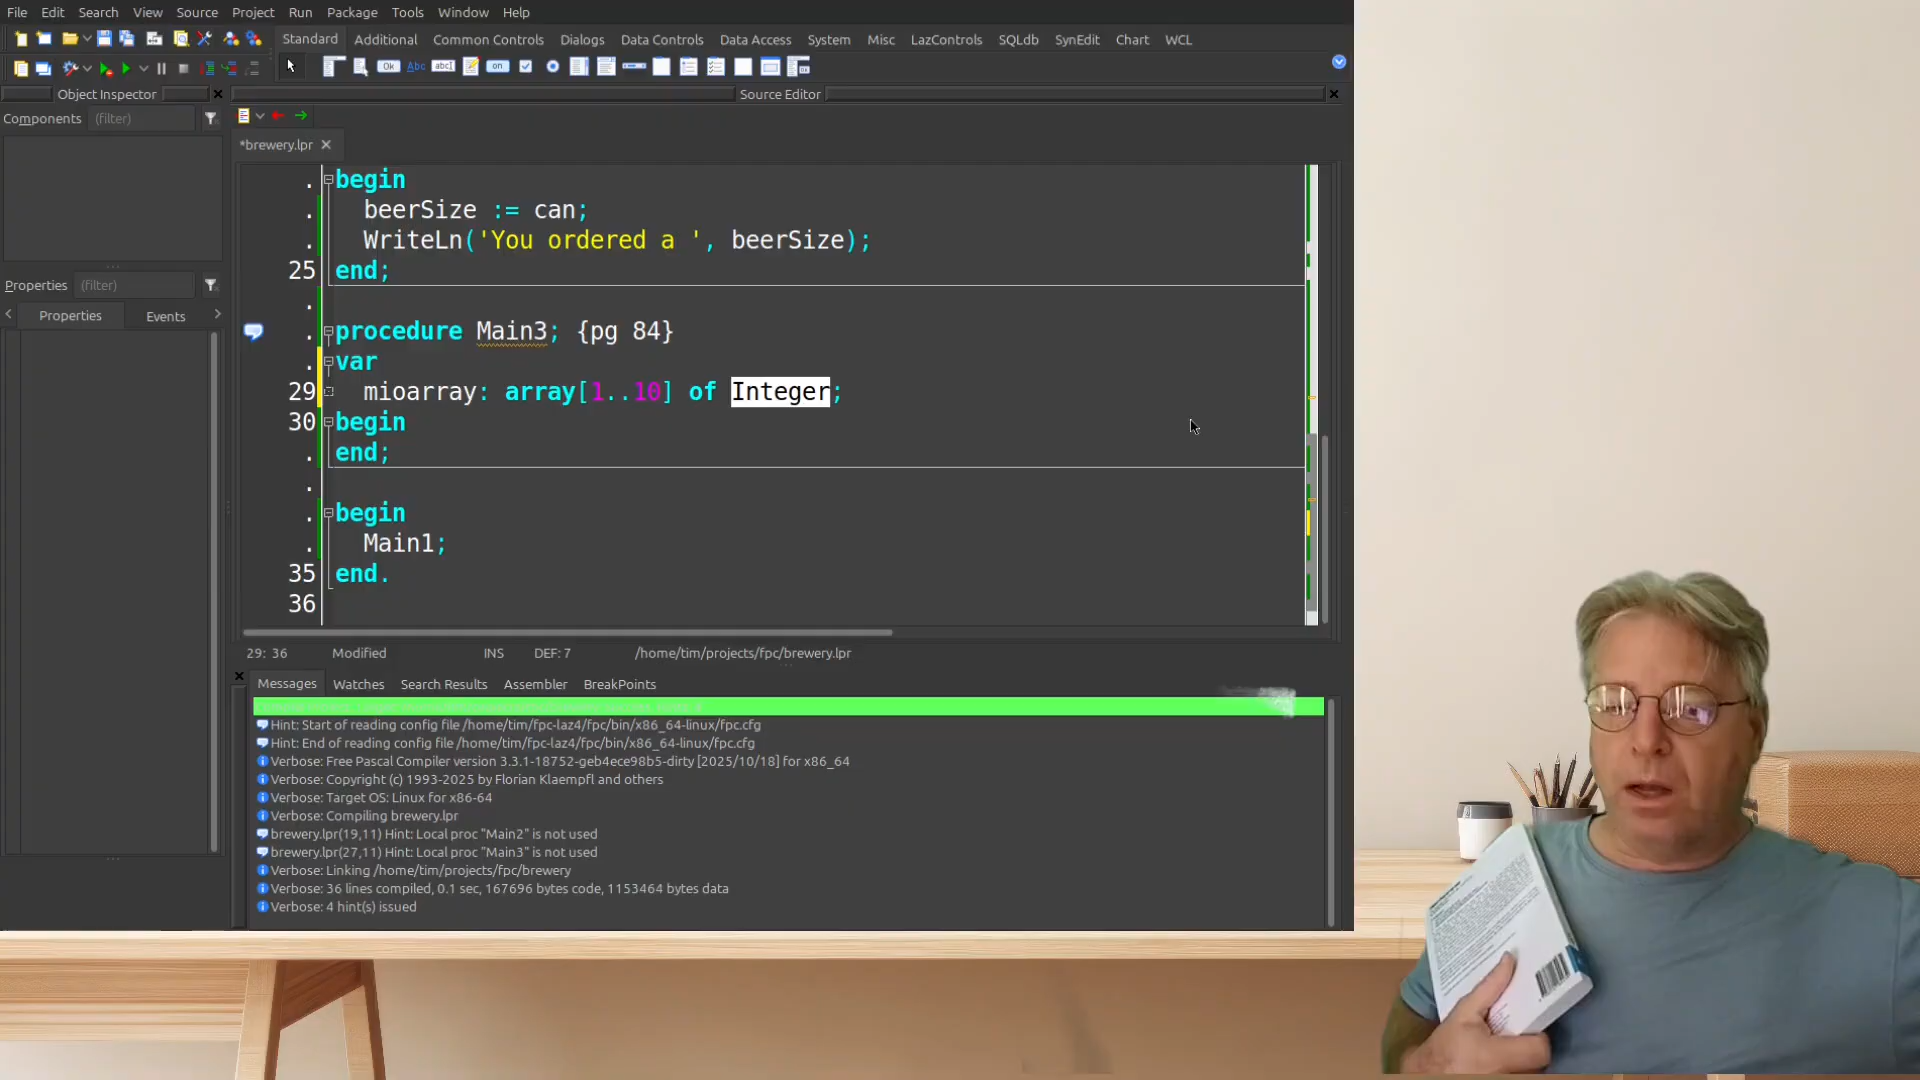 File Edit Search View Source Project Run Package Tools Window Help
Standard Additional Common Controls Dialogs Data Controls Data Access System Misc LazControls SQLdb SynEdit Chart WCL
Ok Abc abc on
Object Inspector
Source Editor
Components (filter)
*brewery.lpr
begin
beerSize := can;
WriteLn('You ordered a ', beerSize);
25 end;
Properties (filter)
Properties Events
procedure Main3; {pg 84}
var
29 mioarray: array[1..10] of Integer;
30 begin
end;
begin
Main1;
35 end.
36
29: 36 Modified INS DEF: 7 /home/tim/projects/fpc/brewery.lpr
Messages Watches Search Results Assembler BreakPoints
Hint: Start of reading config file /home/tim/fpc-laz4/fpc/bin/x86_64-linux/fpc.cfg
Hint: End of reading config file /home/tim/fpc-laz4/fpc/bin/x86_64-linux/fpc.cfg
Verbose: Free Pascal Compiler version 3.3.1-18752-geb4ece98b5-dirty [2025/10/18] for x86_64
Verbose: Copyright (c) 1993-2025 by Florian Klaempfl and others
Verbose: Target OS: Linux for x86-64
Verbose: Compiling brewery.lpr
brewery.lpr(19,11) Hint: Local proc "Main2" is not used
brewery.lpr(27,11) Hint: Local proc "Main3" is not used
Verbose: Linking /home/tim/projects/fpc/brewery
Verbose: 36 lines compiled, 0.1 sec, 167696 bytes code, 1153464 bytes data
Verbose: 4 hint(s) issued